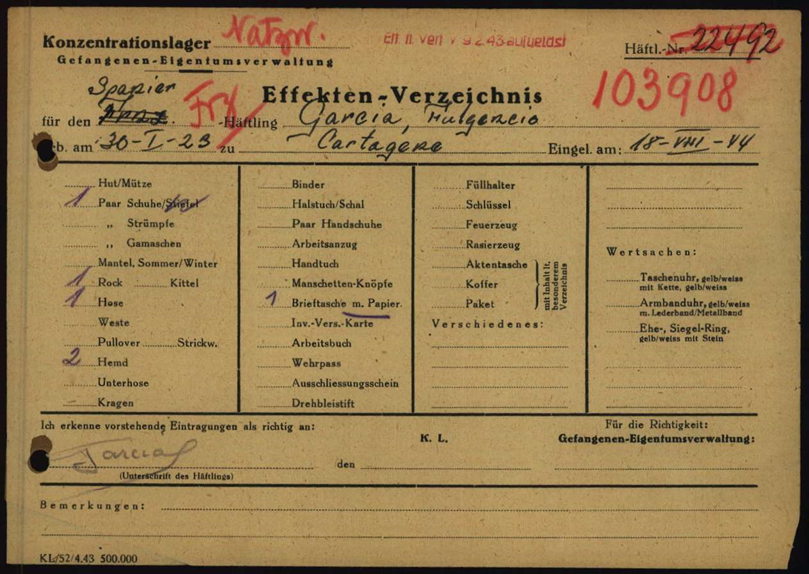 Konzentrationslager Natzw.
Gefangenen-Eigentumsverwaltung
Häftl.-Nr. 22492
103908
Spanier
Effekten-Verzeichnis
für den Frz. -Häftling Garcia, Fulgencio
geb. am 30-I-23 zu Cartagene Eingel. am: 18-VIII-44
Hut/Mütze
1 Paar Schuhe/Stiefel
„ Strümpfe
„ Gamaschen
Mantel, Sommer/Winter
1 Rock Kittel
1 Hose
Weste
Pullover Strickw.
2 Hemd
Unterhose
- Kragen
Binder
Halstuch/Schal
Paar Handschuhe
Arbeitsanzug
Handtuch
Manschetten-Knöpfe
1 Brieftasche m. Papier.
Inv.-Vers.-Karte
Arbeitsbuch
Wehrpass
Ausschliessungsschein
Drehbleistift
Füllhalter
Schlüssel
Feuerzeug
Rasierzeug
Aktentasche
Koffer
Paket
mit Inhalt lt.
besonderem
Verzeichnis
Verschiedenes:
Wertsachen:
Taschenuhr, gelb/weiss
mit Kette, gelb/weiss
Armbanduhr, gelb/weiss
m. Lederband/Metallband
Ehe-, Siegel-Ring,
gelb/weiss mit Stein
Ich erkenne vorstehende Eintragungen als richtig an:
Garcia
(Unterschrift des Häftlings)
K. L.
den
Für die Richtigkeit:
Gefangenen-Eigentumsverwaltung:
Bemerkungen:
KL/52/4.43 500.000